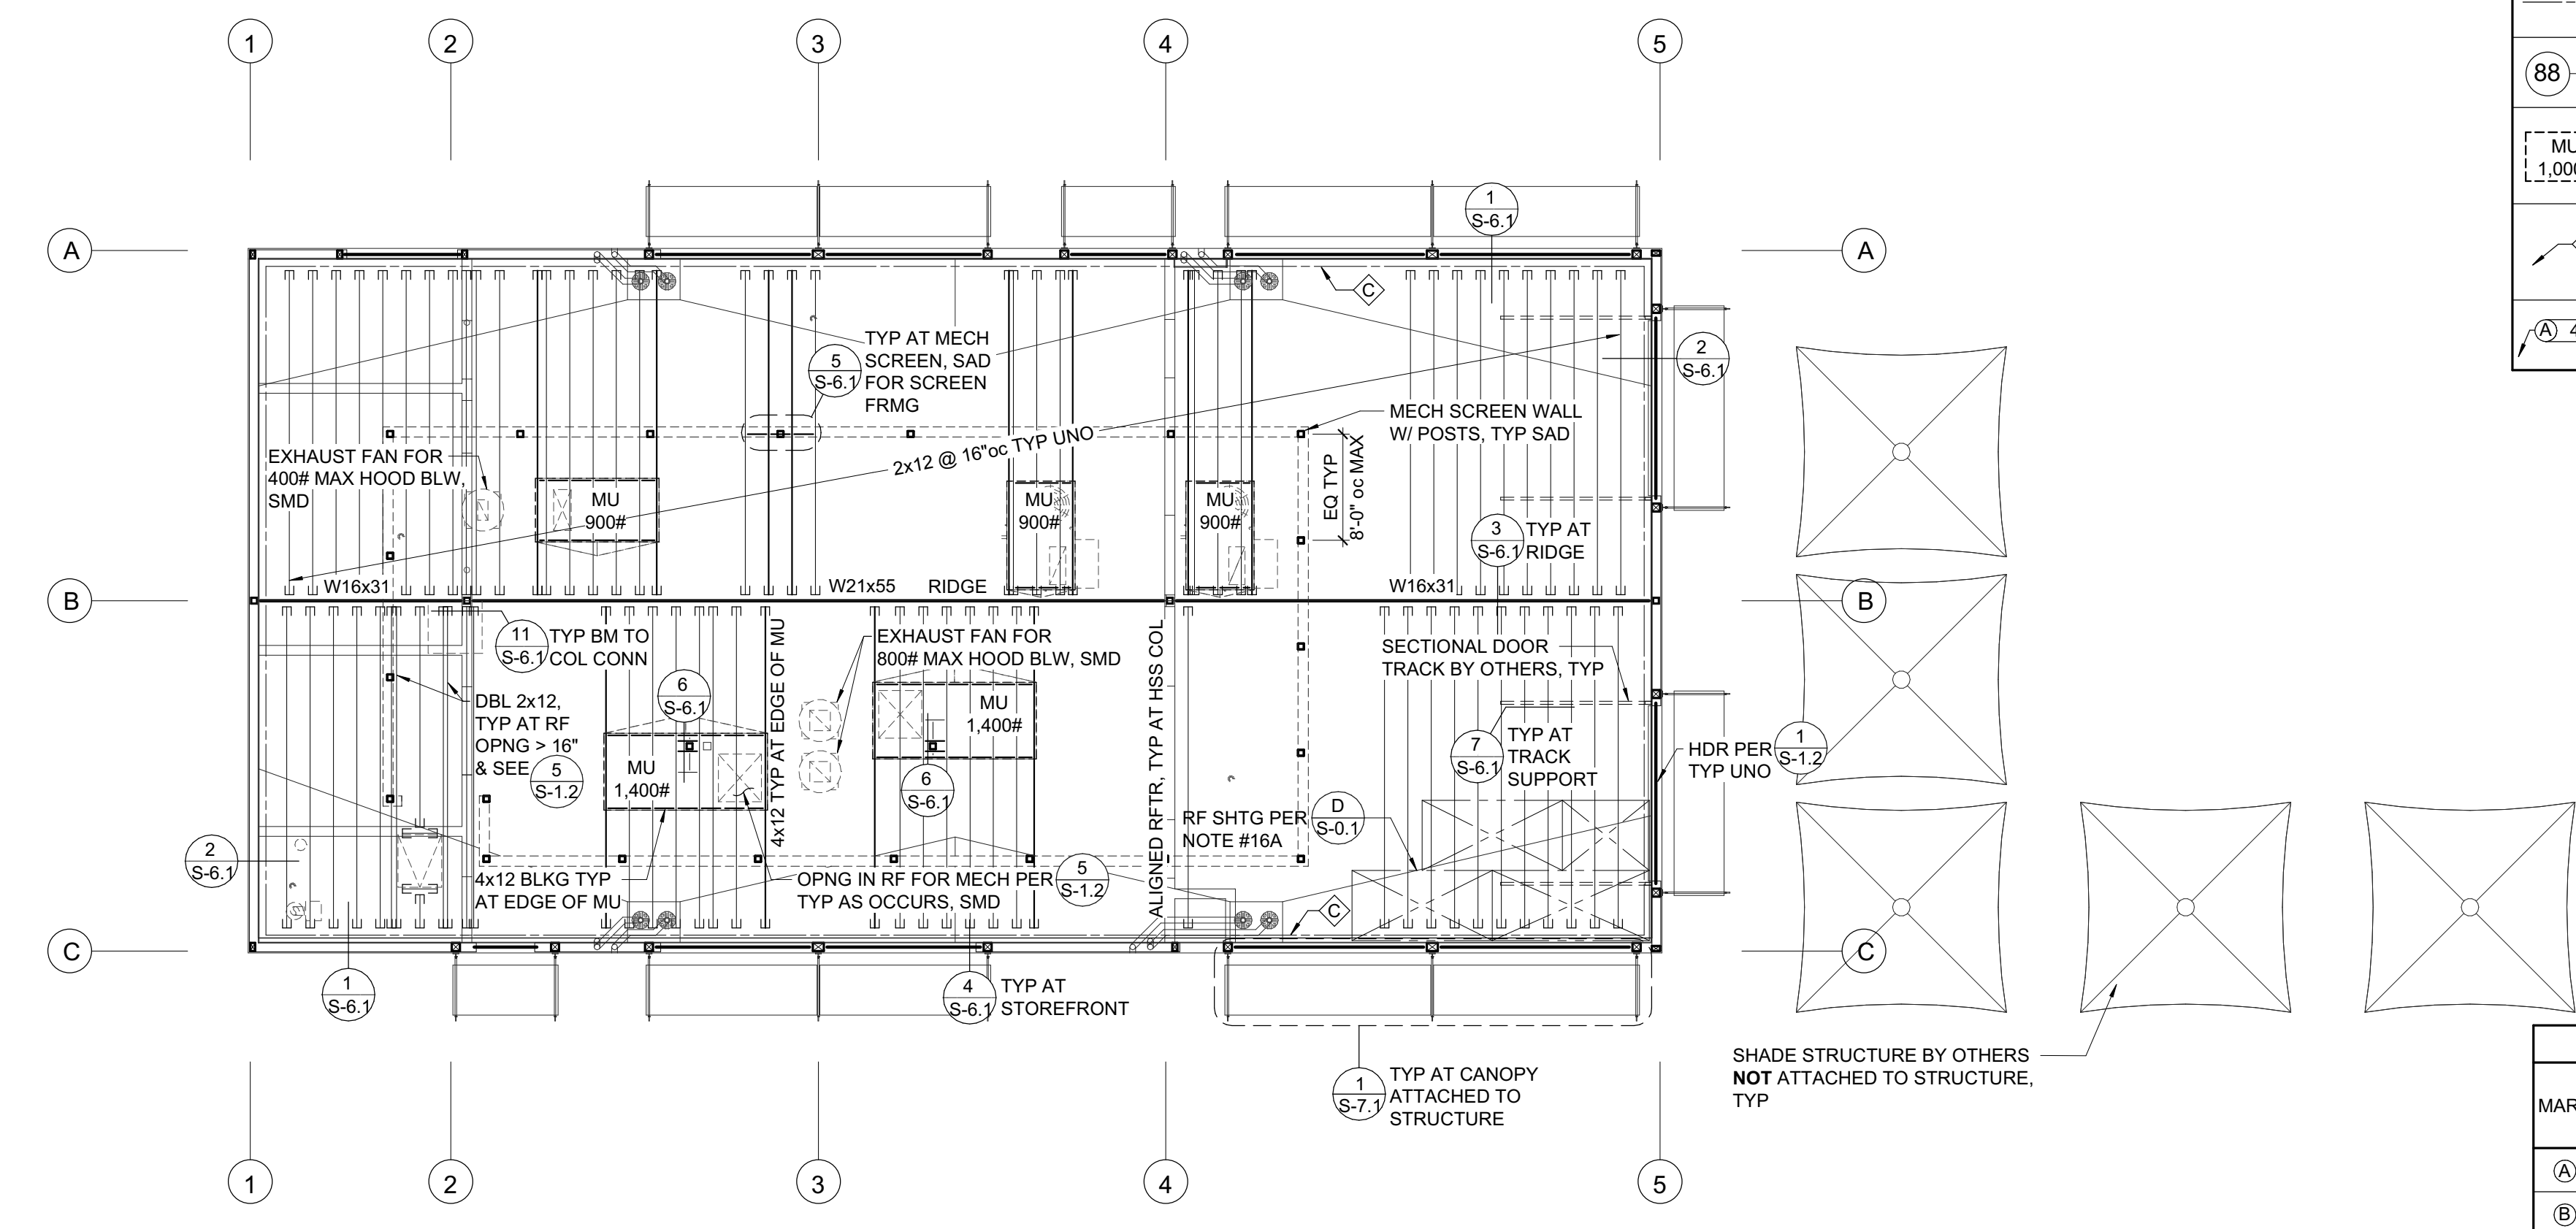 1
2
3
4
5
88
MU
1,000
A 4
A
A
1
S-6.1
C
TYP AT MECH
SCREEN, SAD
FOR SCREEN
FRMG
5
S-6.1
2
S-6.1
MECH SCREEN WALL
W/ POSTS, TYP SAD
2x12 @ 16"oc TYP UNO
EXHAUST FAN FOR
400# MAX HOOD BLW,
SMD
MU
900#
MU
900#
MU
900#
EQ TYP
8'-0" oc MAX
3
S-6.1
TYP AT
RIDGE
W16x31
W21x55
RIDGE
W16x31
B
B
11
S-6.1
TYP BM TO
COL CONN
EXHAUST FAN FOR
800# MAX HOOD BLW, SMD
SECTIONAL DOOR
TRACK BY OTHERS, TYP
DBL 2x12,
TYP AT RF
OPNG > 16"
& SEE
5
S-1.2
6
S-6.1
MU
1,400#
4x12 TYP AT EDGE OF MU
MU
1,400#
6
S-6.1
ALIGNED RFTR, TYP AT HSS COL
7
S-6.1
TYP AT
TRACK
SUPPORT
HDR PER
TYP UNO
1
S-1.2
RF SHTG PER
NOTE #16A
D
S-0.1
2
S-6.1
4x12 BLKG TYP
AT EDGE OF MU
OPNG IN RF FOR MECH PER
TYP AS OCCURS, SMD
5
S-1.2
C
C
C
1
S-6.1
4
S-6.1
TYP AT
STOREFRONT
1
S-7.1
TYP AT CANOPY
ATTACHED TO
STRUCTURE
SHADE STRUCTURE BY OTHERS
NOT ATTACHED TO STRUCTURE,
TYP
MAR
A
B
1
2
3
4
5